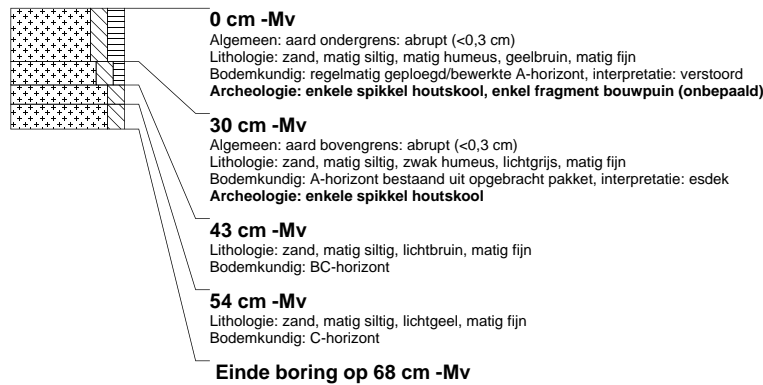 0 cm -Mv
Algemeen: aard ondergrens: abrupt (<0,3 cm)
Lithologie: zand, matig siltig, matig humeus, geelbruin, matig fijn
Bodemkundig: regelmatig geploegd/bewerkte A-horizont, interpretatie: verstoord
Archeologie: enkele spikkel houtskool, enkel fragment bouwpuin (onbepaald)
30 cm -Mv
Algemeen: aard bovengrens: abrupt (<0,3 cm)
Lithologie: zand, matig siltig, zwak humeus, lichtgrijs, matig fijn
Bodemkundig: A-horizont bestaand uit opgebracht pakket, interpretatie: esdek
Archeologie: enkele spikkel houtskool
43 cm -Mv
Lithologie: zand, matig siltig, lichtbruin, matig fijn
Bodemkundig: BC-horizont
54 cm -Mv
Lithologie: zand, matig siltig, lichtgeel, matig fijn
Bodemkundig: C-horizont
Einde boring op 68 cm -Mv